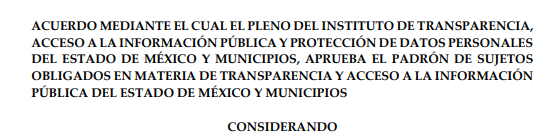 ACUERDO MEDIANTE EL CUAL EL PLENO DEL INSTITUTO DE TRANSPARENCIA,
ACCESO A LA INFORMACIÓN PÚBLICA Y PROTECCIÓN DE DATOS PERSONALES
DEL ESTADO DE MÉXICO Y MUNICIPIOS, APRUEBA EL PADRÓN DE SUJETOS
OBLIGADOS EN MATERIA DE TRANSPARENCIA Y ACCESO A LA INFORMACIÓN
PÚBLICA DEL ESTADO DE MÉXICO Y MUNICIPIOS
CONSIDERANDO